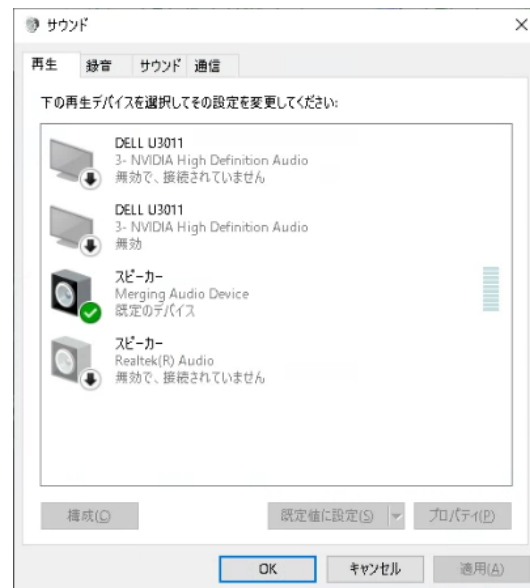 サウンド
再生 録音 サウンド 通信
下の再生デバイスを選択してその設定を変更してください:
DELL U3011
3- NVIDIA High Definition Audio
無効で、接続されていません
DELL U3011
3- NVIDIA High Definition Audio
無効
スピーカー
Merging Audio Device
既定のデバイス
スピーカー
Realtek(R) Audio
無効で、接続されていません
構成(C) 既定値に設定(S) プロパティ(P)
OK キャンセル 適用(A)